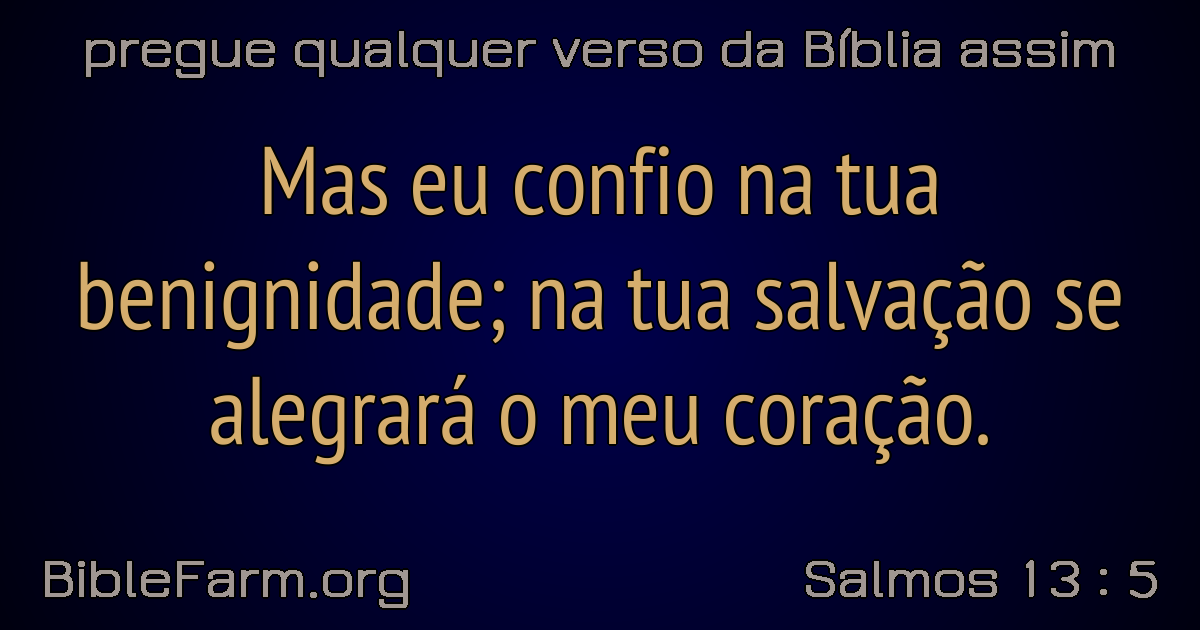 pregue qualquer verso da Bíblia assim
Mas eu confio na tua
benignidade; na tua salvação se
alegrará o meu coração.
BibleFarm.org
Salmos 13 : 5